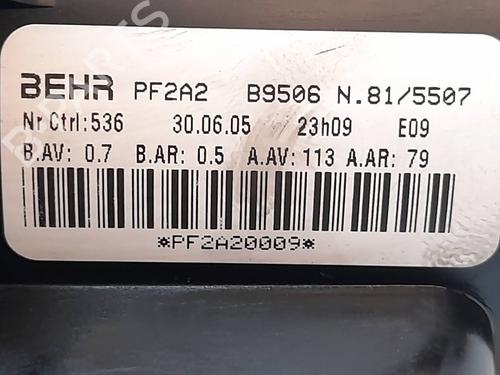 BEHR PF2A2 B9506 N.81/5507
Nr Ctrl:536 30.06.05 23h09 E09
B.AV: 0.7 B.AR: 0.5 A.AV:113 A.AR: 79
*PF2A20009*